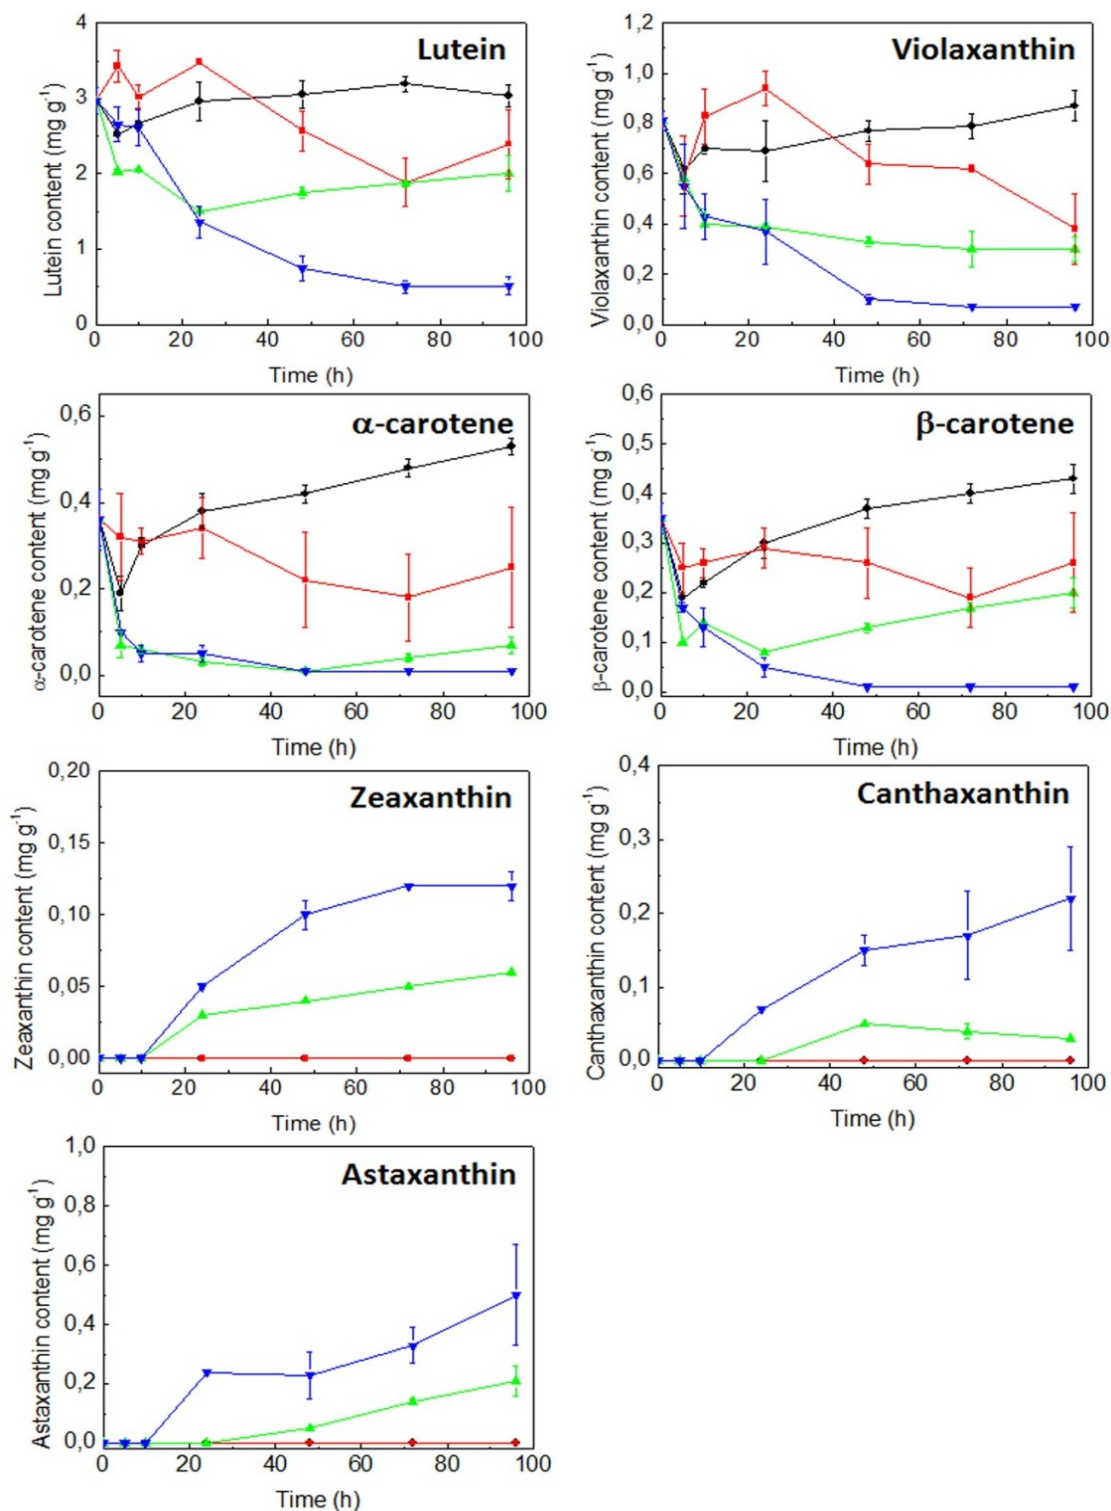 Lutein
Lutein content (mg g⁻¹)
4
3
2
1
0
0 20 40 60 80 100
Time (h)
Violaxanthin
Violaxanthin content (mg g⁻¹)
1,2
1,0
0,8
0,6
0,4
0,2
0,0
0 20 40 60 80 100
Time (h)
α-carotene
α-carotene content (mg g⁻¹)
0,6
0,4
0,2
0,0
0 20 40 60 80 100
Time (h)
β-carotene
β-carotene content (mg g⁻¹)
0,6
0,5
0,4
0,3
0,2
0,1
0,0
0 20 40 60 80 100
Time (h)
Zeaxanthin
Zeaxanthin content (mg g⁻¹)
0,20
0,15
0,10
0,05
0,00
0 20 40 60 80 100
Time (h)
Canthaxanthin
Canthaxanthin content (mg g⁻¹)
0,4
0,3
0,2
0,1
0,0
0 20 40 60 80 100
Time (h)
Astaxanthin
Astaxanthin content (mg g⁻¹)
1,0
0,8
0,6
0,4
0,2
0,0
0 20 40 60 80 100
Time (h)